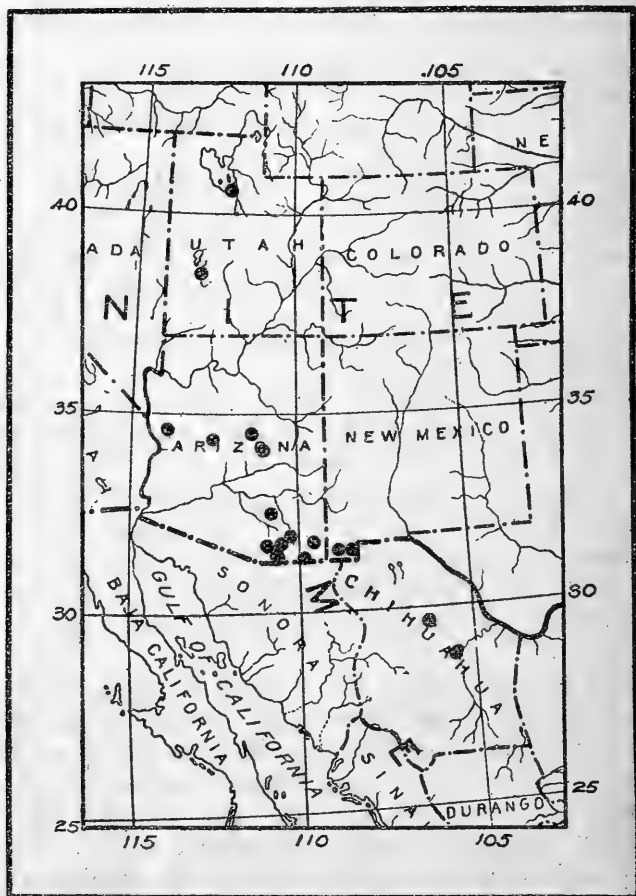 115 110 .105
NE
40 40
ADA UTAH COLORADO
N I T E
35 35
ARIZONA NEW MEXICO
SONORA
M
CHIHUAHUA
30 30
GULF OF CALIFORNIA
BAJA CALIFORNIA
SINA
25 25
DURANGO
115 110 105